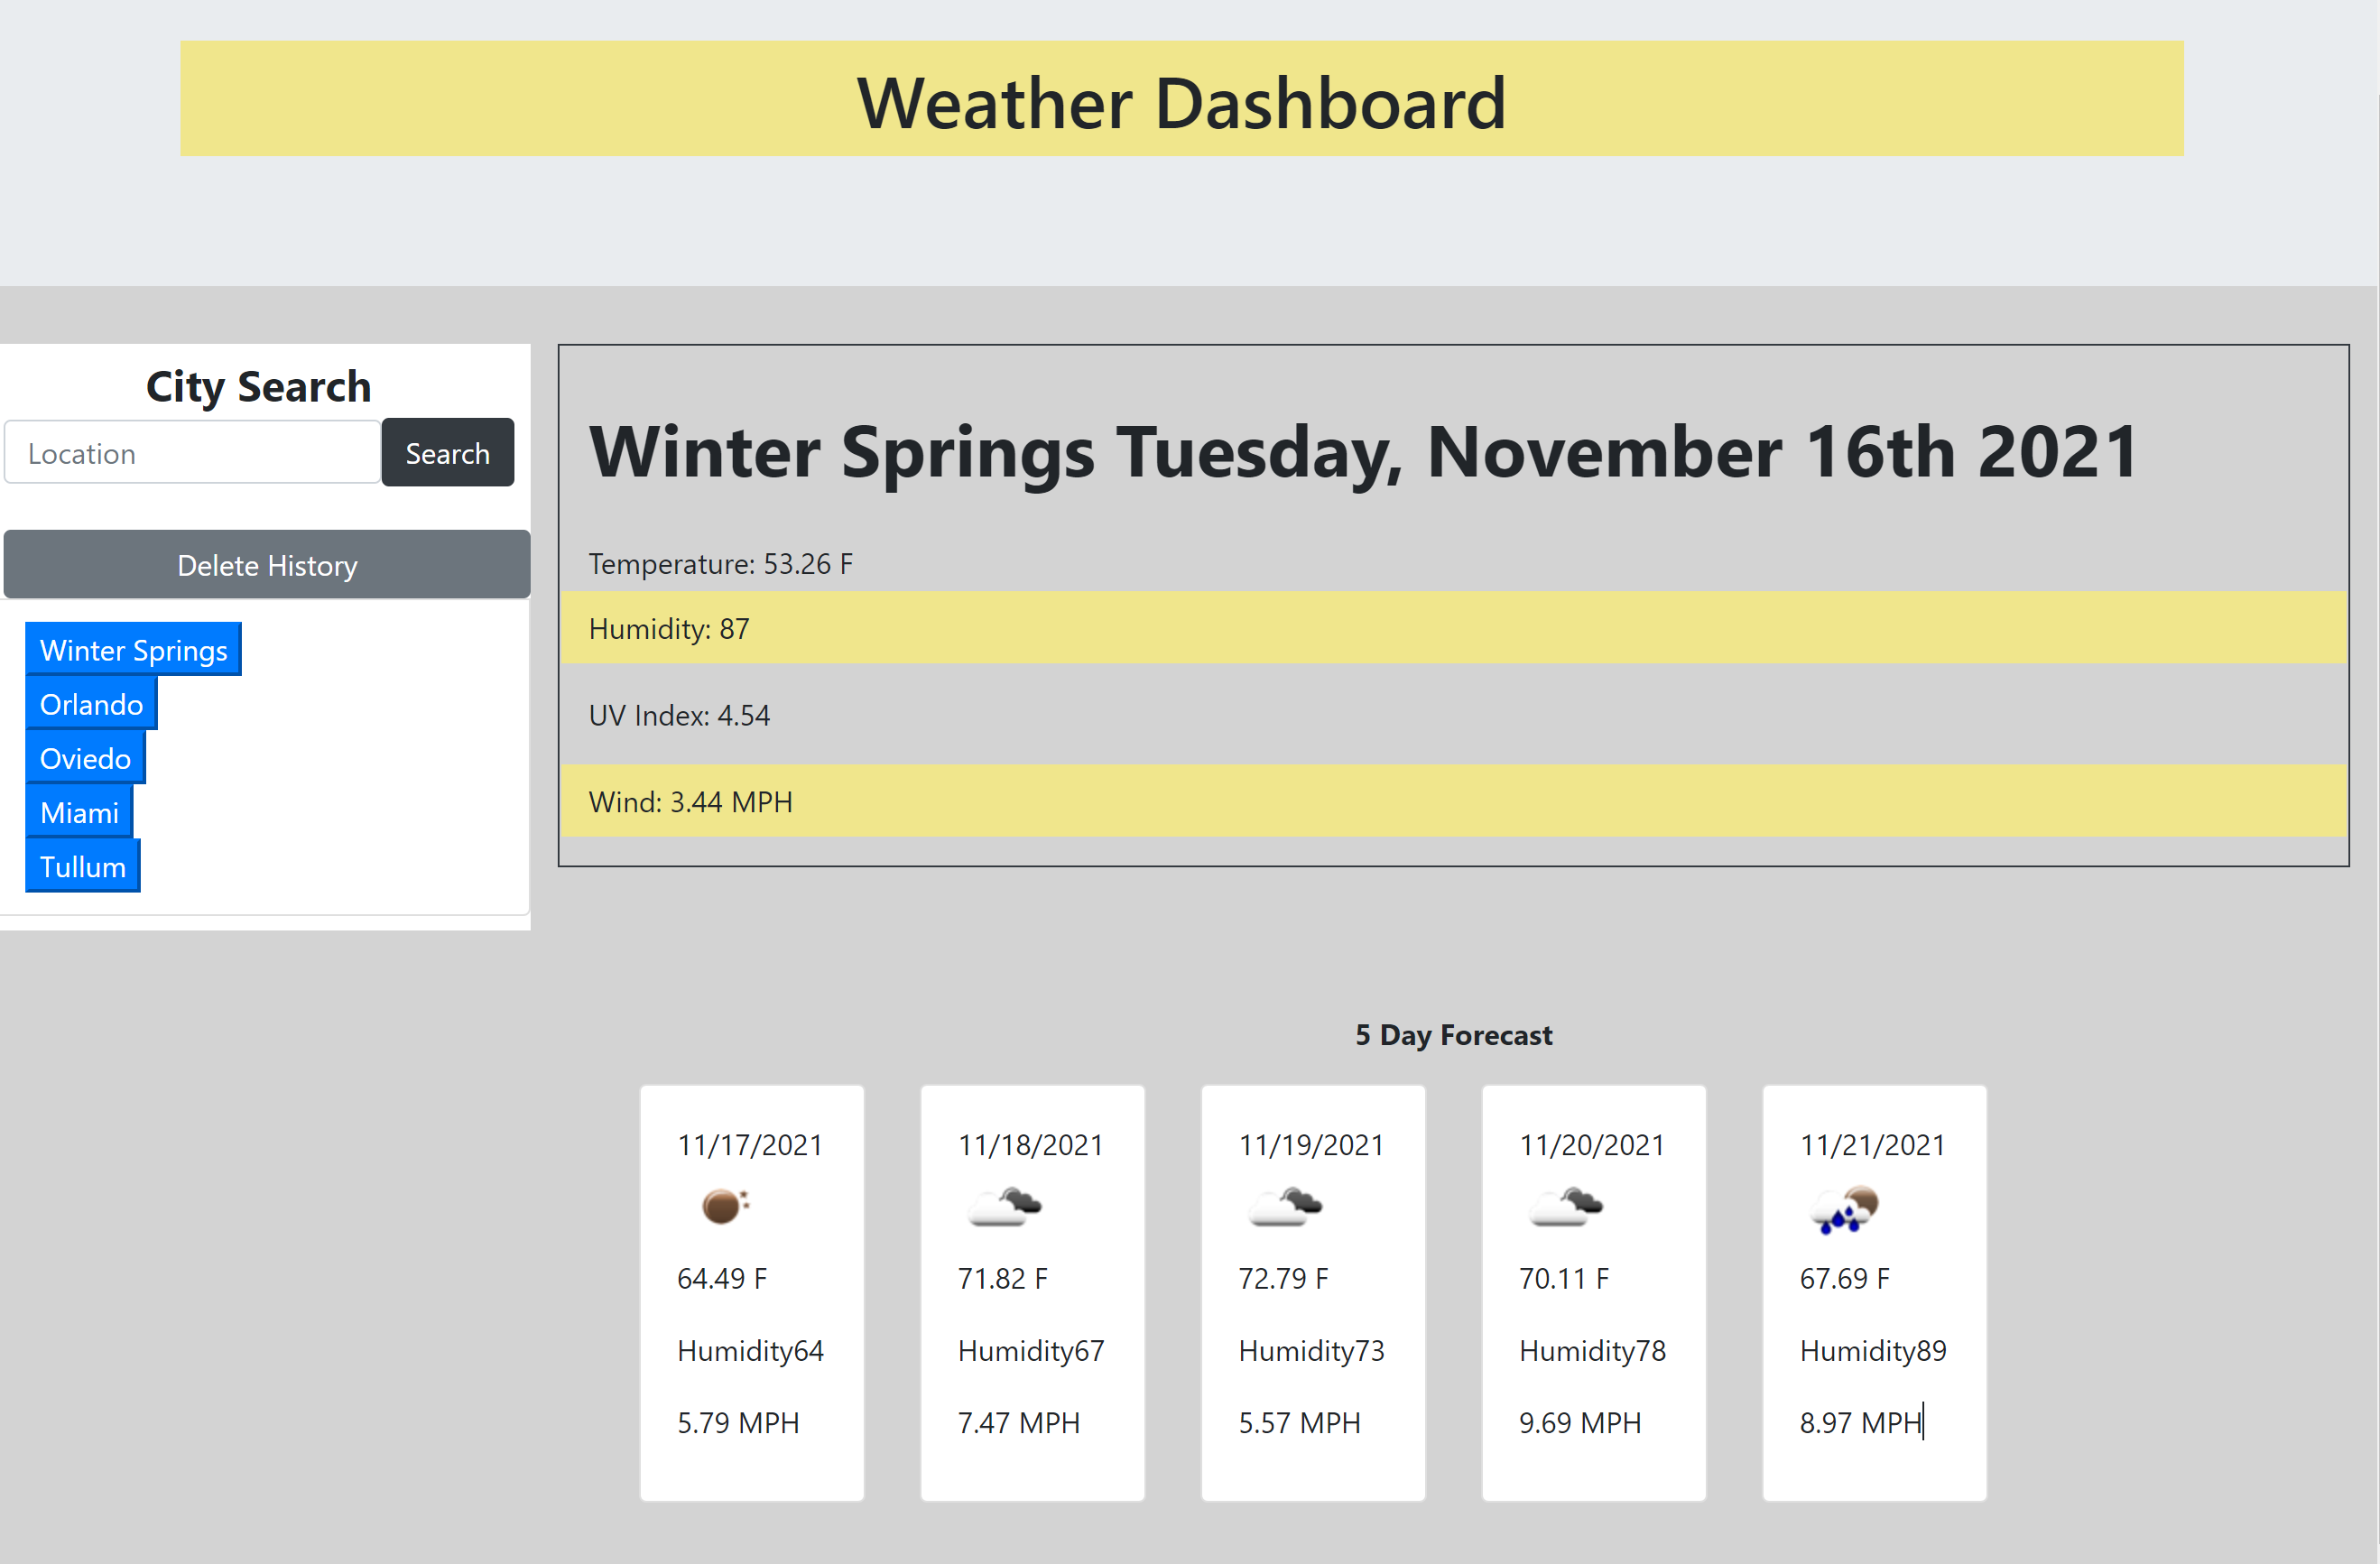 Weather Dashboard
City Search
Location
Search
Delete History
Winter Springs
Orlando
Oviedo
Miami
Tullum
Winter Springs Tuesday, November 16th 2021
Temperature: 53.26 F
Humidity: 87
UV Index: 4.54
Wind: 3.44 MPH
5 Day Forecast
11/17/2021
64.49 F
Humidity64
5.79 MPH
11/18/2021
71.82 F
Humidity67
7.47 MPH
11/19/2021
72.79 F
Humidity73
5.57 MPH
11/20/2021
70.11 F
Humidity78
9.69 MPH
11/21/2021
67.69 F
Humidity89
8.97 MPH